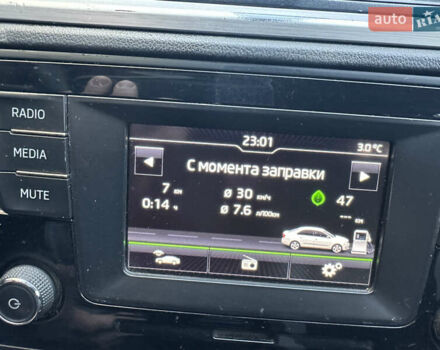 auto RIA
RADIO
MEDIA
MUTE
23:01 3.0°C
С момента заправки
7 км ø 30 км/ч 47
0:14 ч ø 7.6 л/100км --- км